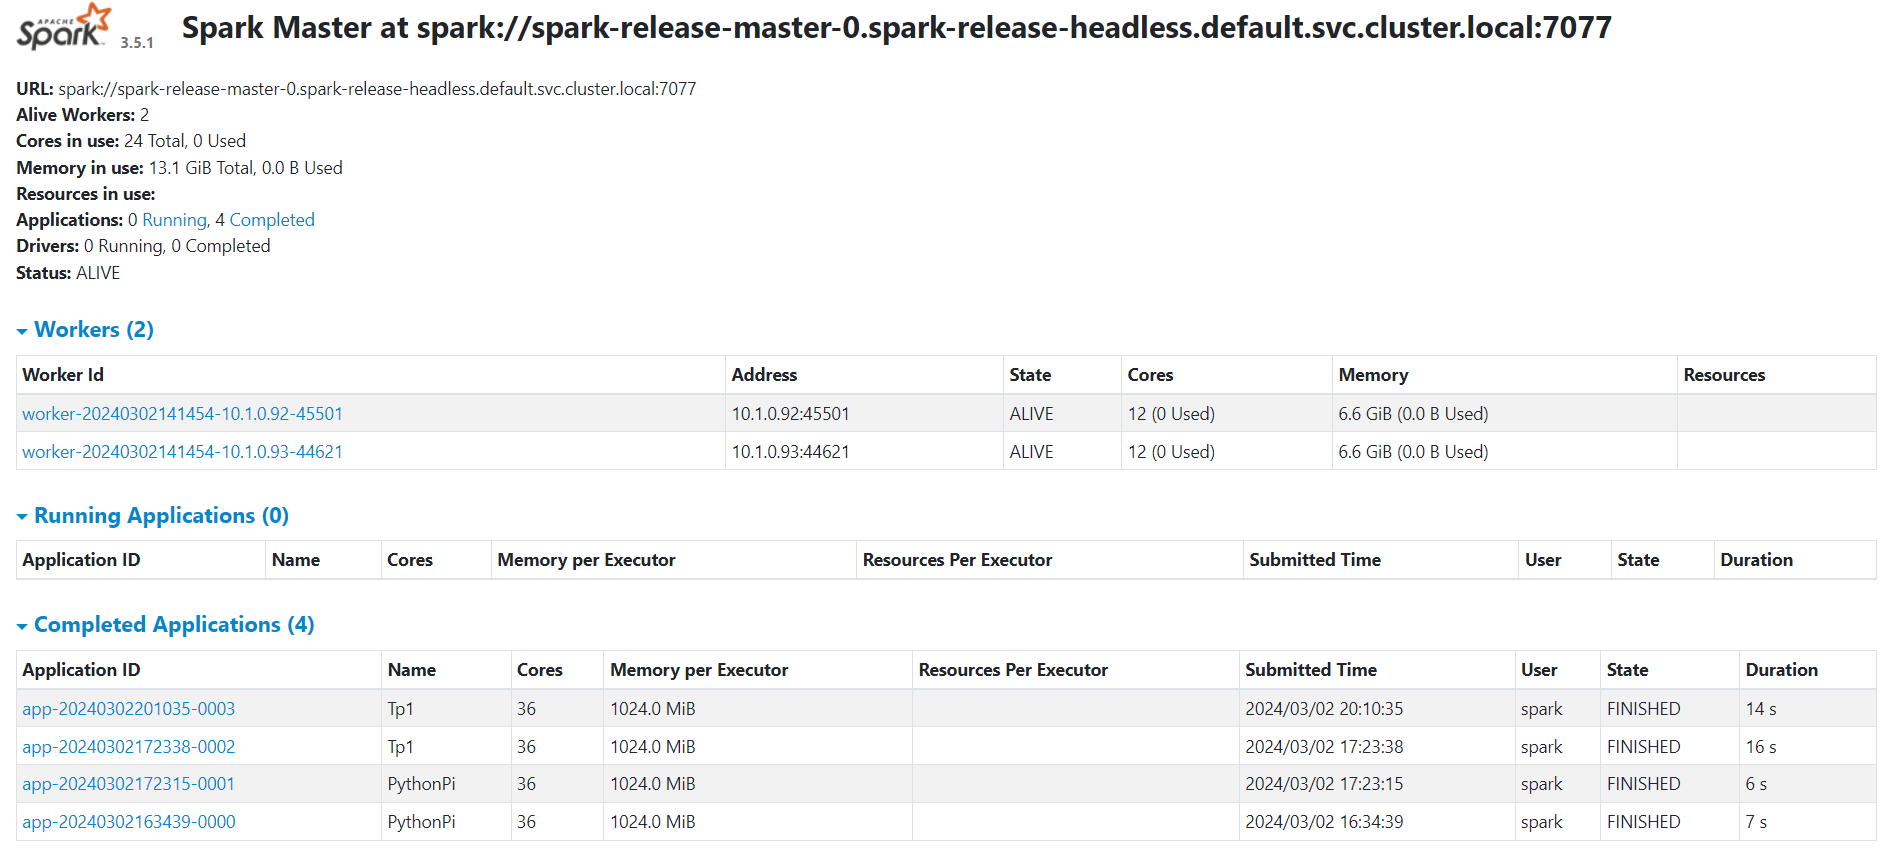 APACHE
Spark 3.5.1 Spark Master at spark://spark-release-master-0.spark-release-headless.default.svc.cluster.local:7077
URL: spark://spark-release-master-0.spark-release-headless.default.svc.cluster.local:7077
Alive Workers: 2
Cores in use: 24 Total, 0 Used
Memory in use: 13.1 GiB Total, 0.0 B Used
Resources in use:
Applications: 0 Running, 4 Completed
Drivers: 0 Running, 0 Completed
Status: ALIVE
Workers (2)
Worker Id Address State Cores Memory Resources
worker-20240302141454-10.1.0.92-45501 10.1.0.92:45501 ALIVE 12 (0 Used) 6.6 GiB (0.0 B Used)
worker-20240302141454-10.1.0.93-44621 10.1.0.93:44621 ALIVE 12 (0 Used) 6.6 GiB (0.0 B Used)
Running Applications (0)
Application ID Name Cores Memory per Executor Resources Per Executor Submitted Time User State Duration
Completed Applications (4)
Application ID Name Cores Memory per Executor Resources Per Executor Submitted Time User State Duration
app-20240302201035-0003 Tp1 36 1024.0 MiB 2024/03/02 20:10:35 spark FINISHED 14 s
app-20240302172338-0002 Tp1 36 1024.0 MiB 2024/03/02 17:23:38 spark FINISHED 16 s
app-20240302172315-0001 PythonPi 36 1024.0 MiB 2024/03/02 17:23:15 spark FINISHED 6 s
app-20240302163439-0000 PythonPi 36 1024.0 MiB 2024/03/02 16:34:39 spark FINISHED 7 s